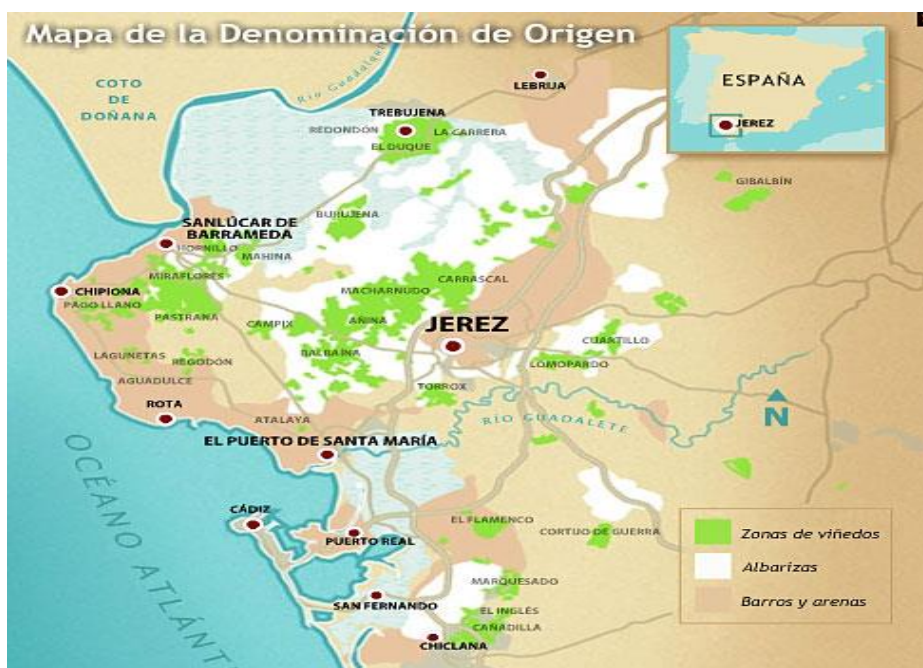 Mapa de la Denominación de Origen
COTO
DE
DOÑANA
Río Guadalquivir
LEBRIJA
ESPAÑA
JEREZ
TREBUJENA
REDONDÓN
LA CARRERA
EL DUQUE
GIBALBÍN
BURUJENA
SANLÚCAR DE
BARRAMEDA
HORNILLO
MAHINA
MIRAFLORES
CARRASCAL
MACHARNUDO
CHIPIONA
PAGO LLANO
PASTRANA
CAMPIX
AÑINA
JEREZ
BALBAÍNA
CUARTILLO
LOMOPARDO
LAGUNETAS
REGODÓN
AGUADULCE
TORROX
ROTA
ATALAYA
RÍO GUADALETE
N
EL PUERTO DE SANTA MARÍA
OCÉANO ATLÁNT
CÁDIZ
PUERTO REAL
EL FLAMENCO
CORTIJO DE GUERRA
Zonas de viñedos
Albarizas
Barros y arenas
MARQUESADO
SAN FERNANDO
EL INGLÉS
CAÑADILLA
CHICLANA